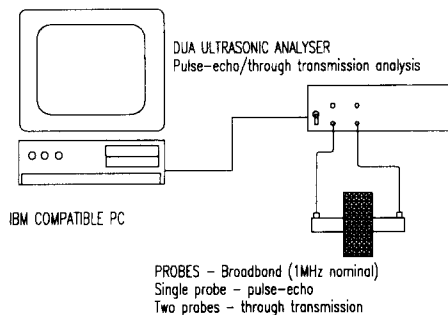 DUA ULTRASONIC ANALYSER
Pulse-echo/through transmission analysis
IBM COMPATIBLE PC
PROBES - Broadband (1MHz nominal)
Single probe - pulse-echo
Two probes - through transmission